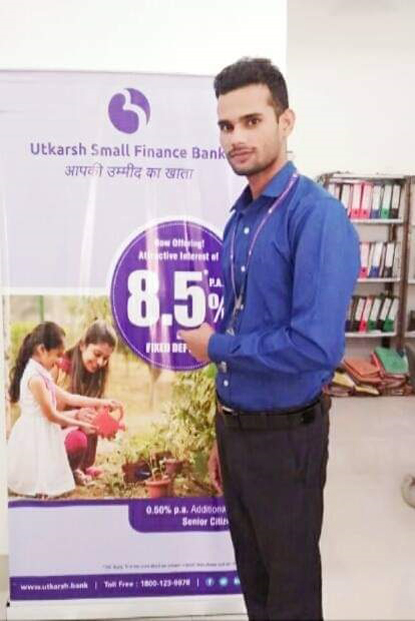 Utkarsh Small Finance Bank
आपकी उम्मीद का खाता
Now Offering!
Attractive Interest of
8.5%
P.A.
FIXED DEP
0.50% p.a. Additional
Senior Citiz
www.utkarsh.bank | Toll Free : 1800-123-9878 |